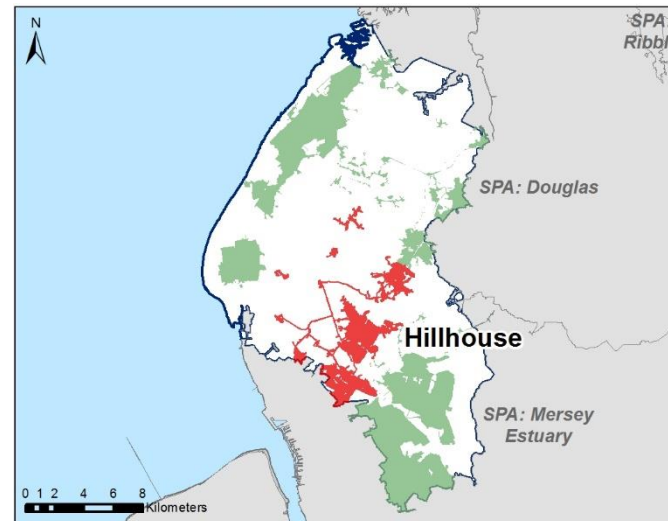 N
SPA
Ribbl
SPA: Douglas
Hillhouse
SPA: Mersey
Estuary
0 1 2 4 6 8
Kilometers